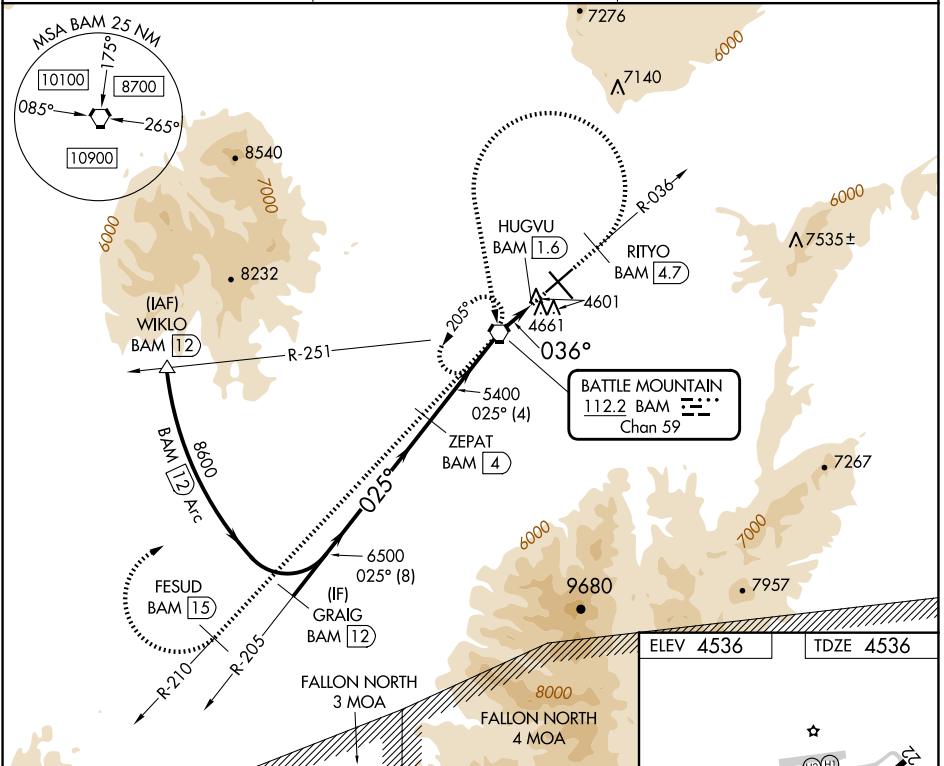 MSA BAM 25 NM
175°
10100
8700
085°
265°
10900
7276
6000
7140
8540
7000
6000
8232
R-036
HUGVU
BAM 1.6
RITYO
BAM 4.7
6000
7535±
4601
4661
(IAF)
WIKLO
BAM 12
R-251
205°
036°
BATTLE MOUNTAIN
112.2 BAM
Chan 59
5400
025° (4)
ZEPAT
BAM 4
8600
BAM 12 Arc
025°
7267
6000
7000
6500
025° (8)
FESUD
BAM 15
(IF)
GRAIG
BAM 12
9680
7957
R-210
R-205
FALLON NORTH
3 MOA
8000
FALLON NORTH
4 MOA
ELEV 4536
TDZE 4536
22